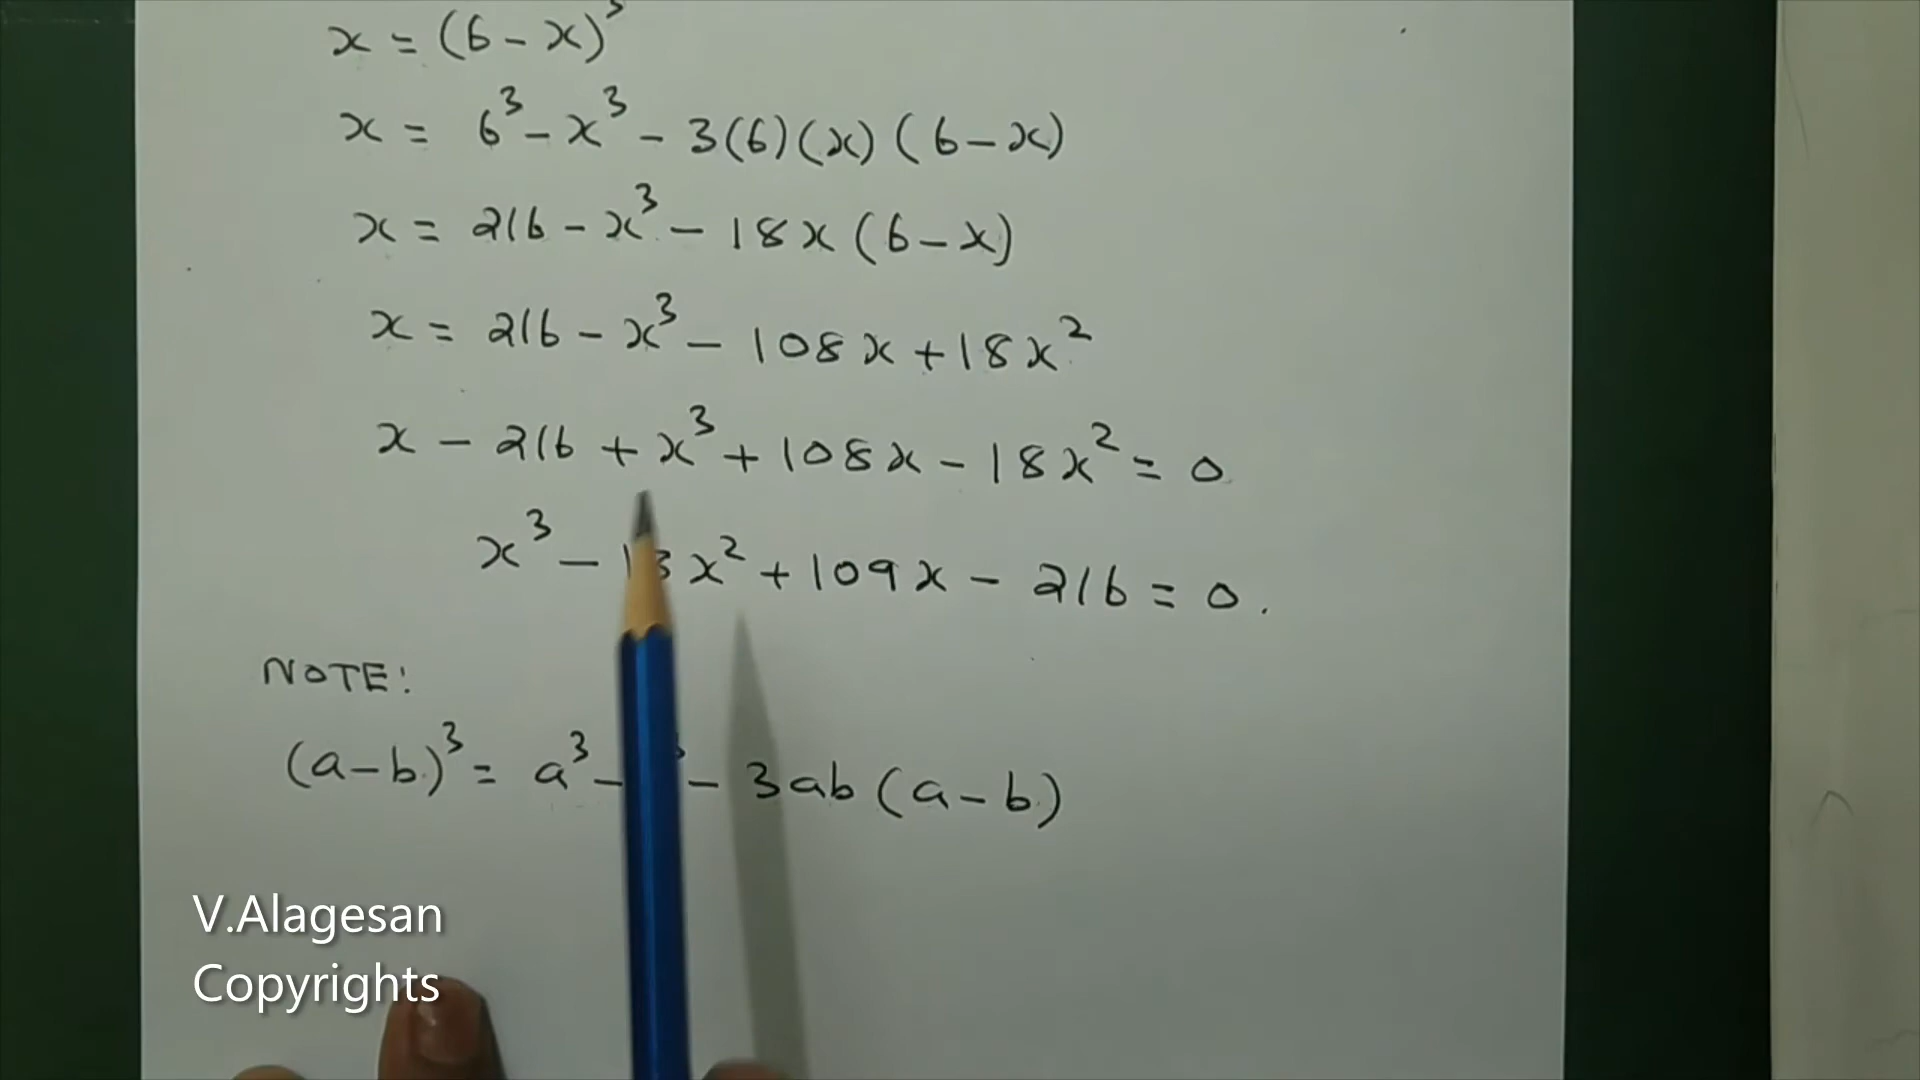 x = (6 - x)³
x = 6³ - x³ - 3(6)(x)(6 - x)
x = 216 - x³ - 18x(6 - x)
x = 216 - x³ - 108x + 18x²
x - 216 + x³ + 108x - 18x² = 0
x³ - 18x² + 109x - 216 = 0.
NOTE:
(a - b)³ = a³ - ³ - 3ab(a - b)
V.Alagesan
Copyrights